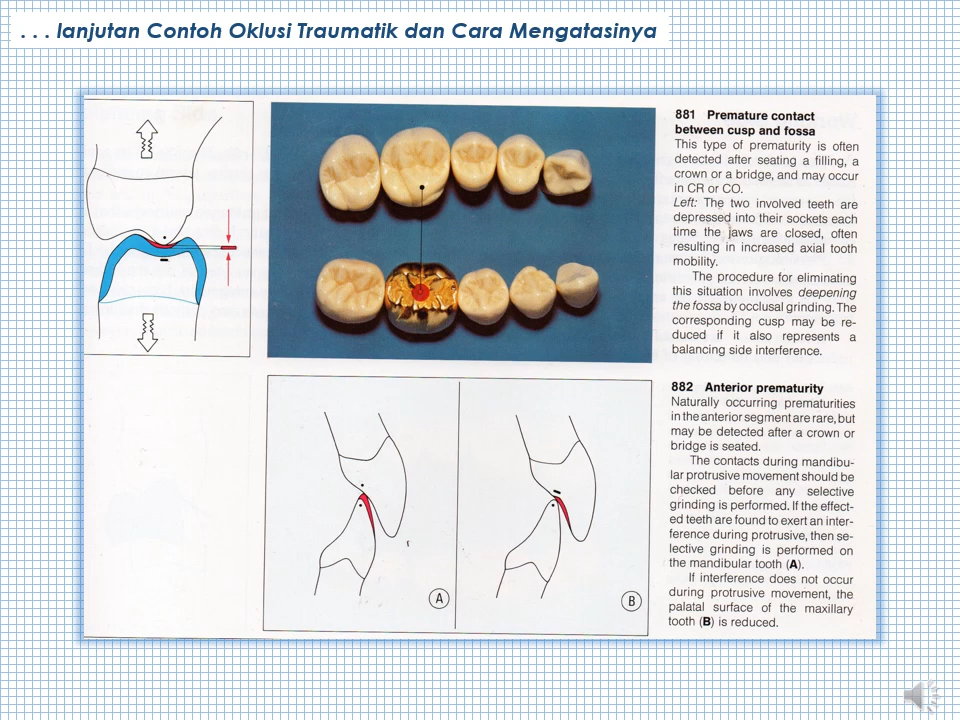 . . . lanjutan Contoh Oklusi Traumatik dan Cara Mengatasinya
881 Premature contact
between cusp and fossa
This type of prematurity is often
detected after seating a filling, a
crown or a bridge, and may occur
in CR or CO.
Left: The two involved teeth are
depressed into their sockets each
time the jaws are closed, often
resulting in increased axial tooth
mobility.
The procedure for eliminating
this situation involves deepening
the fossa by occlusal grinding. The
corresponding cusp may be re-
duced if it also represents a
balancing side interference.
882 Anterior prematurity
Naturally occurring prematurities
in the anterior segment are rare, but
may be detected after a crown or
bridge is seated.
The contacts during mandibu-
lar protrusive movement should be
checked before any selective
grinding is performed. If the effect-
ed teeth are found to exert an inter-
ference during protrusive, then se-
lective grinding is performed on
the mandibular tooth (A).
If interference does not occur
during protrusive movement, the
palatal surface of the maxillary
tooth (B) is reduced.
A
B